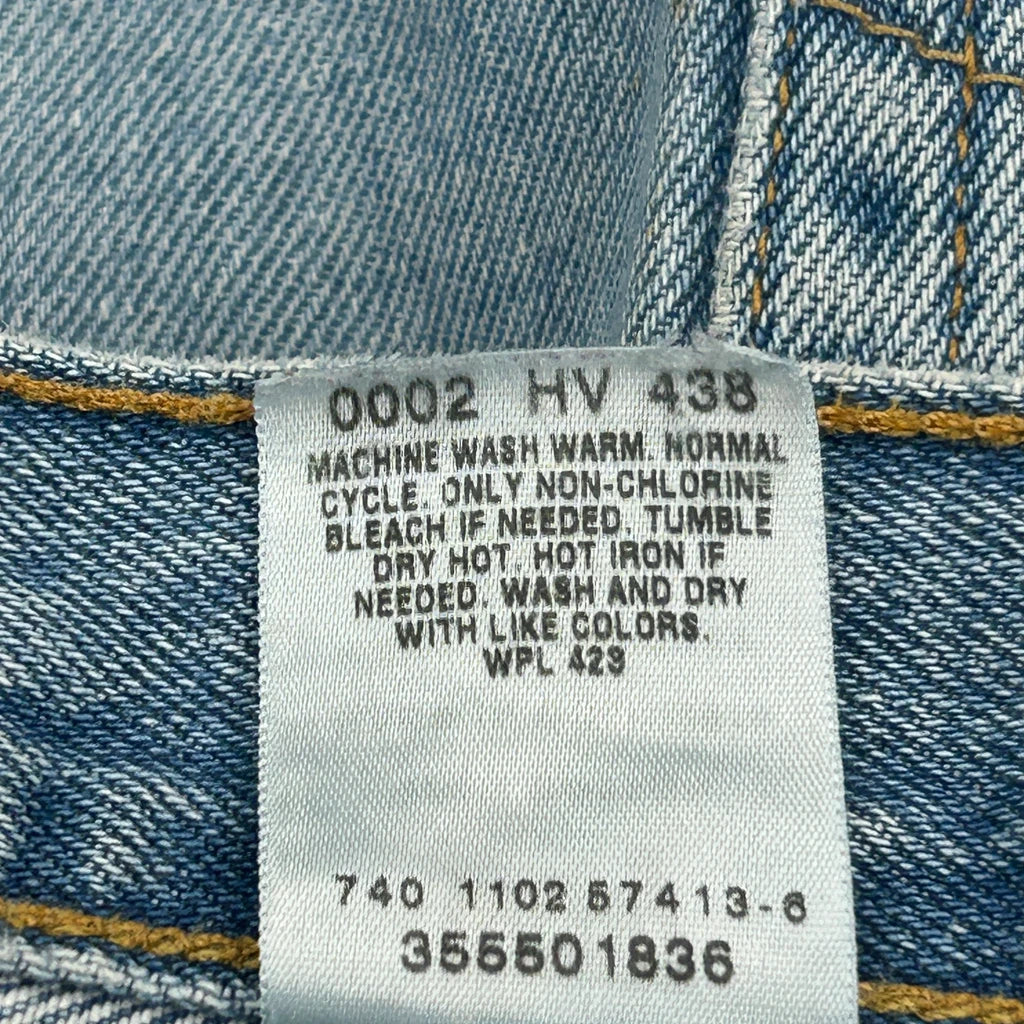 0002 HV 438
MACHINE WASH WARM. NORMAL
CYCLE. ONLY NON-CHLORINE
BLEACH IF NEEDED. TUMBLE
DRY HOT. HOT IRON IF
NEEDED. WASH AND DRY
WITH LIKE COLORS.
WPL 423
740 1102 57413-6
355501836